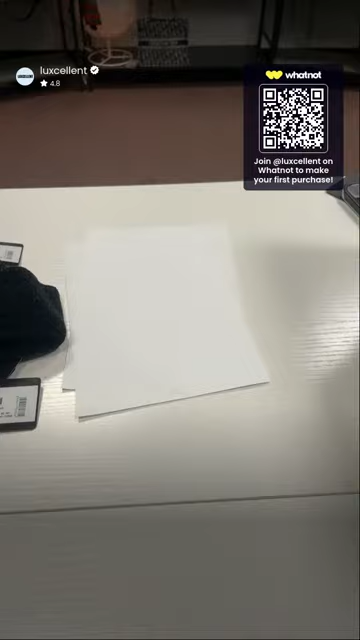 luxcellent
★ 4.8
whatnot
Join @luxcellent on
Whatnot to make
your first purchase!